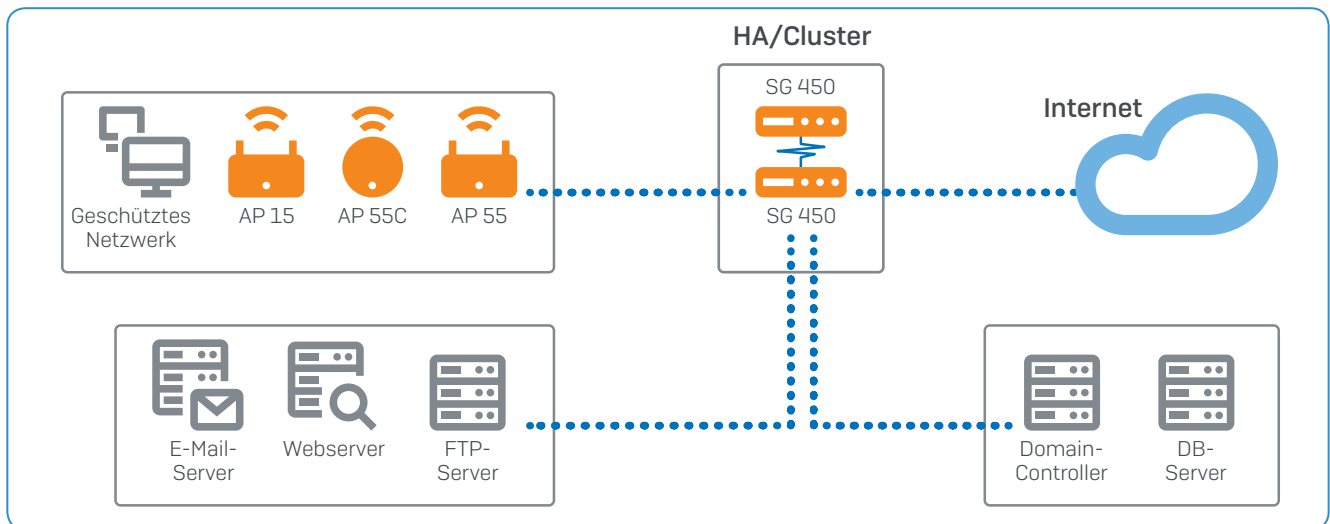 HA/Cluster
SG 450
Internet
Geschütztes
Netzwerk
AP 15
AP 55C
AP 55
SG 450
E-Mail-
Server
Webserver
FTP-
Server
Domain-
Controller
DB-
Server